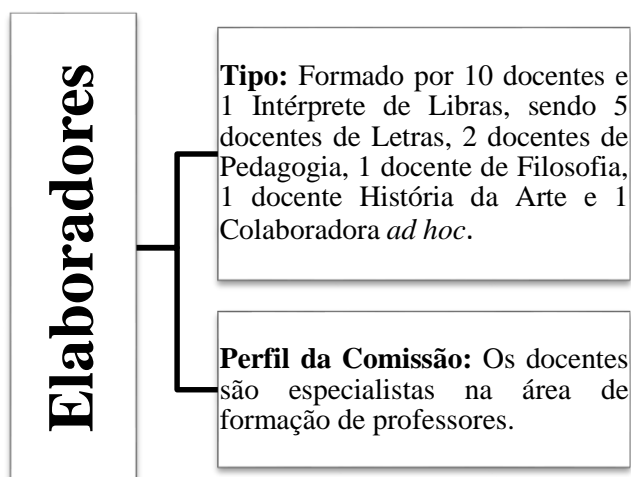 Elaboradores
Tipo: Formado por 10 docentes e
1 Intérprete de Libras, sendo 5
docentes de Letras, 2 docentes de
Pedagogia, 1 docente de Filosofia,
1 docente História da Arte e 1
Colaboradora ad hoc.
Perfil da Comissão: Os docentes
são especialistas na área de
formação de professores.